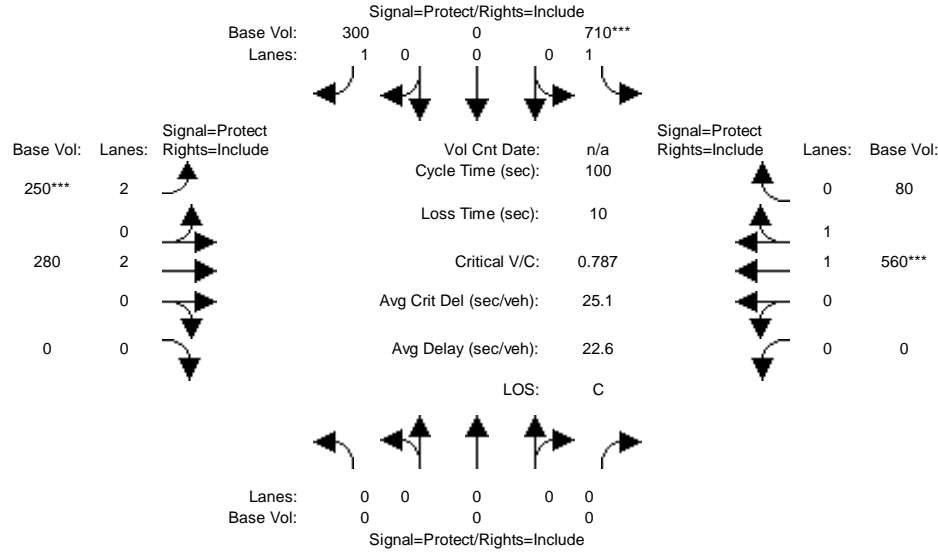 Signal=Protect/Rights=Include
Base Vol: 300 0 710***
Lanes: 1 0 0 0 1
Signal=Protect
Base Vol: Lanes: Rights=Include
Vol Cnt Date: n/a
Signal=Protect
Rights=Include Lanes: Base Vol:
Cycle Time (sec): 100
250*** 2
0 80
Loss Time (sec): 10
0
1
280 2
Critical V/C: 0.787
1 560***
0
Avg Crit Del (sec/veh): 25.1
0
0 0
Avg Delay (sec/veh): 22.6
0 0
LOS: C
Lanes: 0 0 0 0 0
Base Vol: 0 0 0
Signal=Protect/Rights=Include